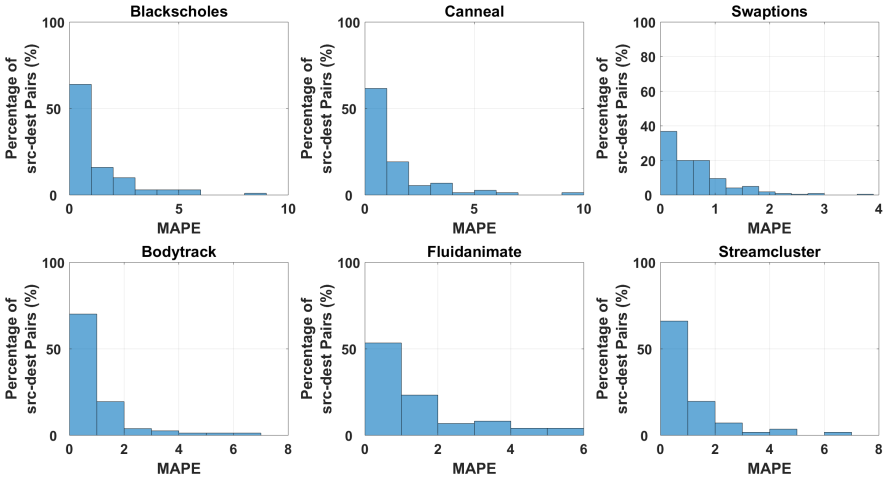 Blackscholes
Percentage of
src-dest Pairs (%)
100
50
0
0 5 10
MAPE
Canneal
Percentage of
src-dest Pairs (%)
100
50
0
0 5 10
MAPE
Swaptions
Percentage of
src-dest Pairs (%)
100
80
60
40
20
0
0 1 2 3 4
MAPE
Bodytrack
Percentage of
src-dest Pairs (%)
100
50
0
0 2 4 6 8
MAPE
Fluidanimate
Percentage of
src-dest Pairs (%)
100
50
0
0 2 4 6
MAPE
Streamcluster
Percentage of
src-dest Pairs (%)
100
50
0
0 2 4 6 8
MAPE